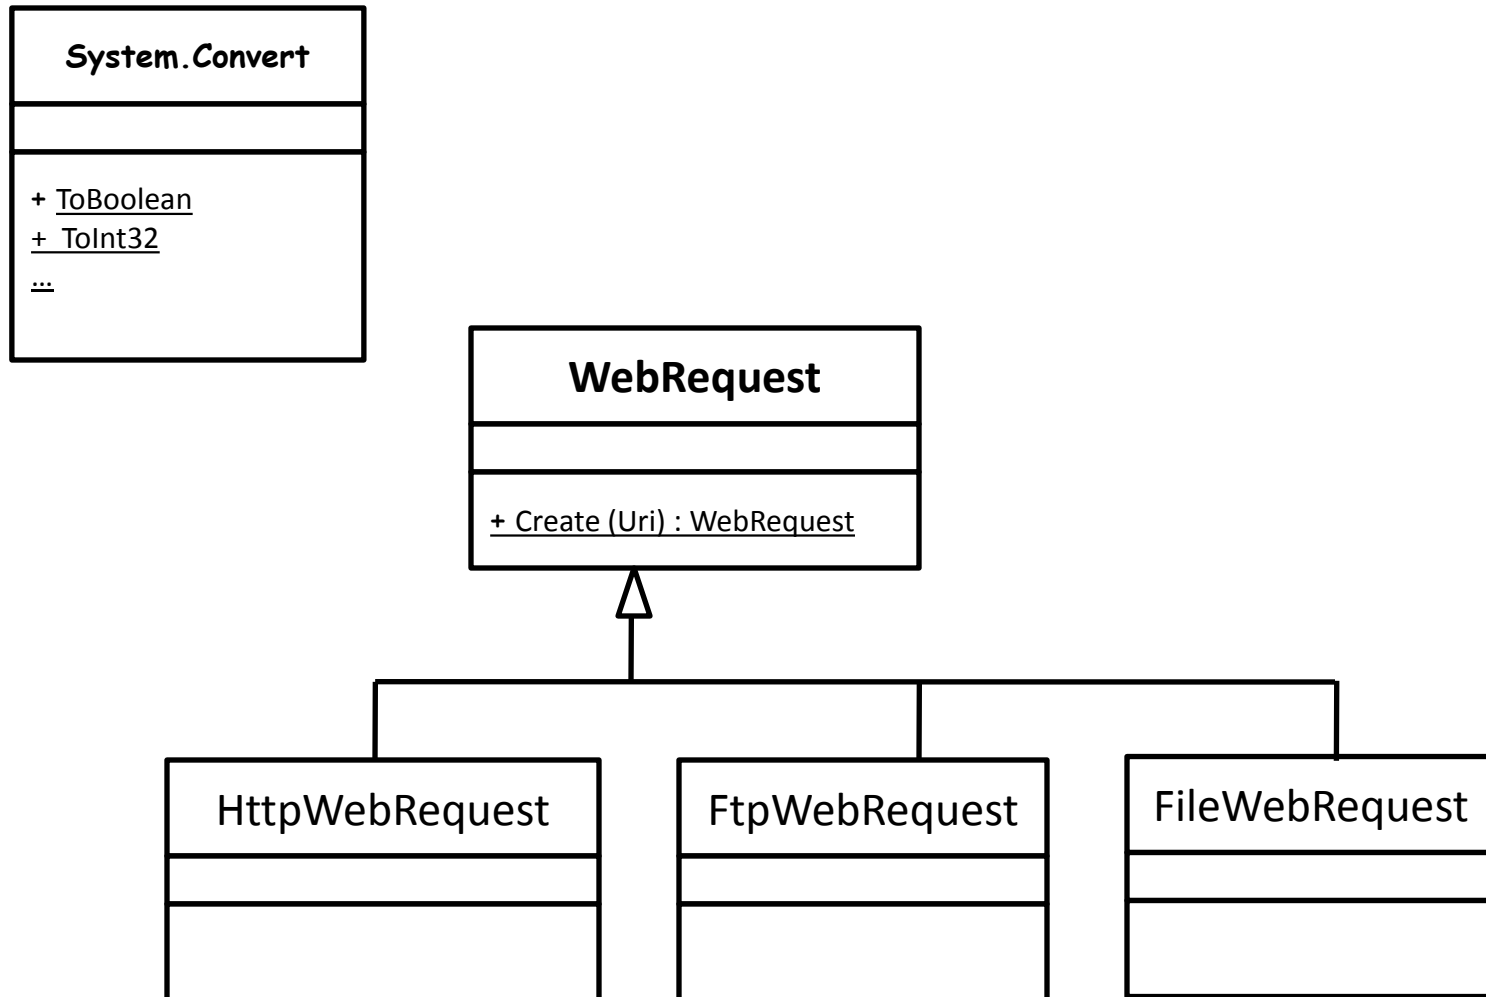 System.Convert
+ ToBoolean
+ ToInt32
...
WebRequest
+ Create (Uri) : WebRequest
HttpWebRequest
FtpWebRequest
FileWebRequest